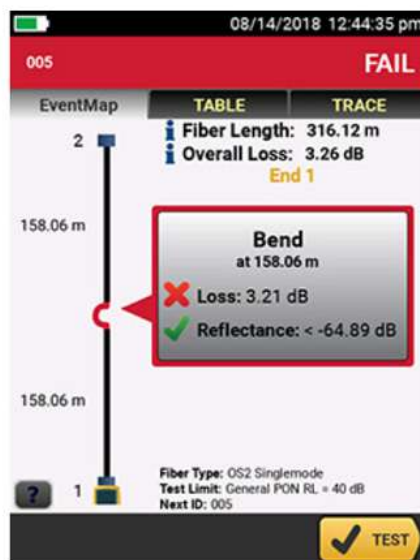 08/14/2018 12:44:35 pm
005 FAIL
EventMap TABLE TRACE
2
i Fiber Length: 316.12 m
i Overall Loss: 3.26 dB
End 1
158.06 m
Bend
at 158.06 m
Loss: 3.21 dB
Reflectance: < -64.89 dB
158.06 m
Fiber Type: OS2 Singlemode
Test Limit: General PON RL = 40 dB
Next ID: 005
? 1
TEST